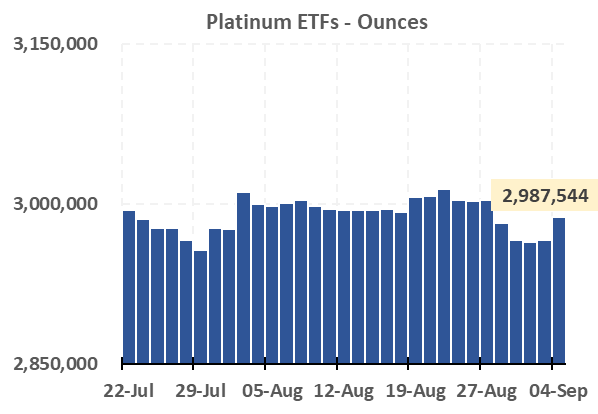 Platinum ETFs - Ounces
3,150,000
2,987,544
3,000,000
2,850,000
22-Jul 29-Jul 05-Aug 12-Aug 19-Aug 27-Aug 04-Sep